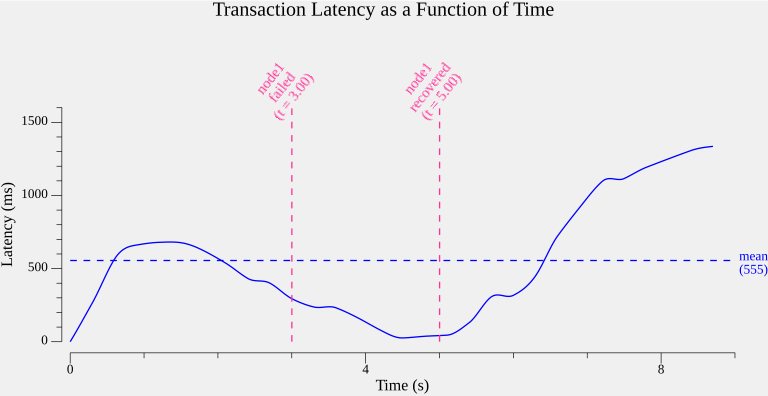 Transaction Latency as a Function of Time
node1
failed
(t = 3.00)
node1
recovered
(t = 5.00)
1500
1000
500
0
Latency (ms)
mean
(555)
0
4
8
Time (s)